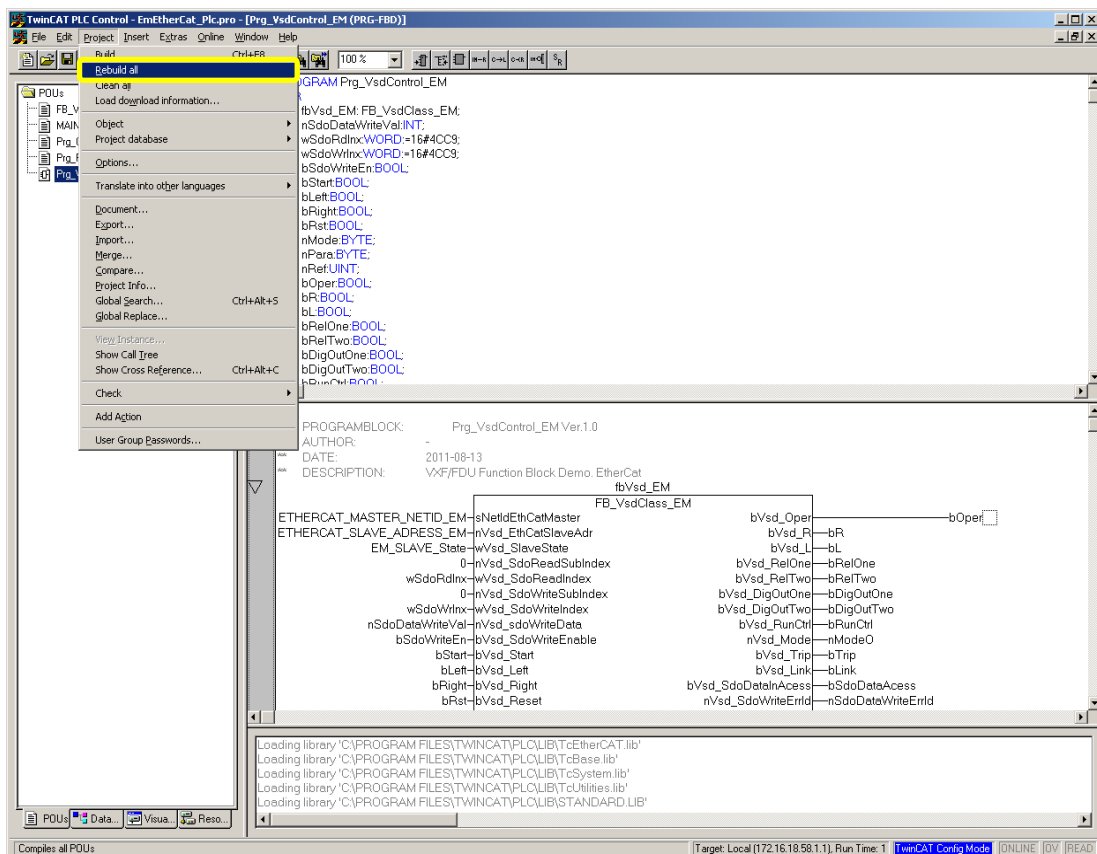 TwinCAT PLC Control - EmEtherCat_Plc.pro - [Prg_VsdControl_EM (PRG-FBD)]
File Edit Project Insert Extras Online Window Help
Build Ctrl+F8
100 %
Rebuild all
Clean all
Load download information...
Object
Project database
Options...
Translate into other languages
Document...
Export...
Import...
Merge...
Compare...
Project Info...
Global Search... Ctrl+Alt+S
Global Replace...
View Instance...
Show Call Tree
Show Cross Reference... Ctrl+Alt+C
Check
Add Action
User Group Passwords...
POUs
FB_V
MAIN
Prg_
Prg_
Prg_
OGRAM Prg_VsdControl_EM
fbVsd_EM: FB_VsdClass_EM;
nSdoDataWriteVal:INT;
wSdoRdInx:WORD:=16#4CC9;
wSdoWrInx:WORD:=16#4CC9;
bSdoWriteEn:BOOL;
bStart:BOOL;
bLeft:BOOL;
bRight:BOOL;
bRst:BOOL;
nMode:BYTE;
nPara:BYTE;
nRef:UINT;
bOper:BOOL;
bR:BOOL;
bL:BOOL;
bRelOne:BOOL;
bRelTwo:BOOL;
bDigOutOne:BOOL;
bDigOutTwo:BOOL;
bRunCtrl:BOOL;
PROGRAMBLOCK: Prg_VsdControl_EM Ver.1.0
AUTHOR: -
** DATE: 2011-08-13
** DESCRIPTION: VXF/FDU Function Block Demo. EtherCat
fbVsd_EM
FB_VsdClass_EM
ETHERCAT_MASTER_NETID_EM sNetIdEthCatMaster bVsd_Oper bOper
ETHERCAT_SLAVE_ADRESS_EM nVsd_EthCatSlaveAdr bVsd_R bR
EM_SLAVE_State wVsd_SlaveState bVsd_L bL
0 nVsd_SdoReadSubIndex bVsd_RelOne bRelOne
wSdoRdInx wVsd_SdoReadIndex bVsd_RelTwo bRelTwo
0 nVsd_SdoWriteSubIndex bVsd_DigOutOne bDigOutOne
wSdoWrInx wVsd_SdoWriteIndex bVsd_DigOutTwo bDigOutTwo
nSdoDataWriteVal nVsd_sdoWriteData bVsd_RunCtrl bRunCtrl
bSdoWriteEn bVsd_SdoWriteEnable nVsd_Mode nModeO
bStart bVsd_Start bVsd_Trip bTrip
bLeft bVsd_Left bVsd_Link bLink
bRight bVsd_Right bVsd_SdoDataInAcess bSdoDataAcess
bRst bVsd_Reset nVsd_SdoWriteErrId nSdoDataWriteErrId
Loading library 'C:\PROGRAM FILES\TWINCAT\PLC\LIB\TcEtherCAT.lib'
Loading library 'C:\PROGRAM FILES\TWINCAT\PLC\LIB\TcBase.lib'
Loading library 'C:\PROGRAM FILES\TWINCAT\PLC\LIB\TcSystem.lib'
Loading library 'C:\PROGRAM FILES\TWINCAT\PLC\LIB\TcUtilities.lib'
Loading library 'C:\PROGRAM FILES\TWINCAT\PLC\LIB\STANDARD.LIB'
POUs Data... Visua... Reso...
Compiles all POUs Target: Local (172.16.18.58.1.1), Run Time: 1 TwinCAT Config Mode ONLINE OV READ